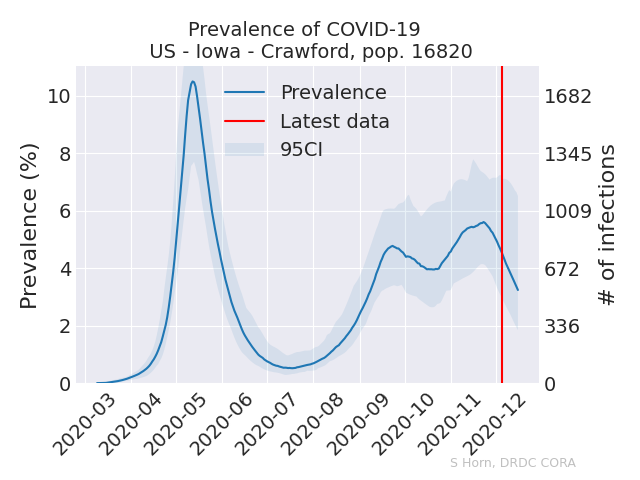 Prevalence of COVID-19
US - Iowa - Crawford, pop. 16820
Prevalence
Latest data
95CI
Prevalence (%)
10
8
6
4
2
0
# of infections
1682
1345
1009
672
336
0
2020-03
2020-04
2020-05
2020-06
2020-07
2020-08
2020-09
2020-10
2020-11
2020-12
S Horn, DRDC CORA